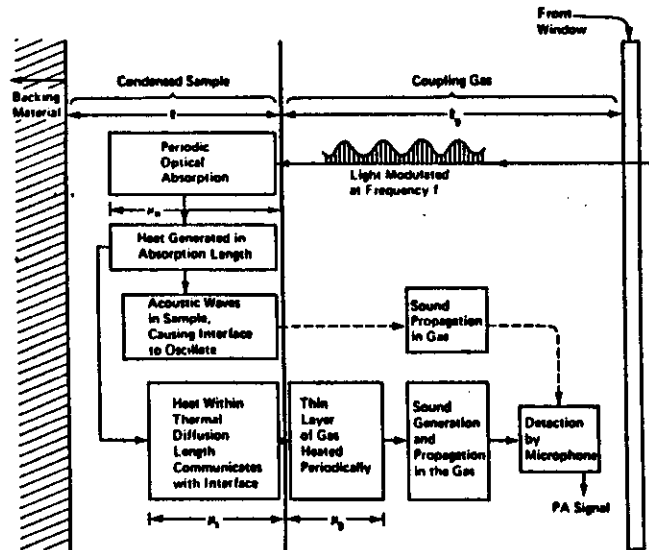 Front
Window
Condensed Sample
Coupling Gas
Backing
Material
ℓ
ℓg
Periodic
Optical
Absorption
Light Modulated
at Frequency f
Heat Generated in
Absorption Length
Acoustic Waves
in Sample,
Causing Interface
to Oscillate
Sound
Propagation
in Gas
Heat Within
Thermal
Diffusion
Length
Communicates
with Interface
Thin
Layer
of Gas
Heated
Periodically
Sound
Generation
and
Propagation
in the Gas
Detection
by
Microphone
PA Signal
μs
μg